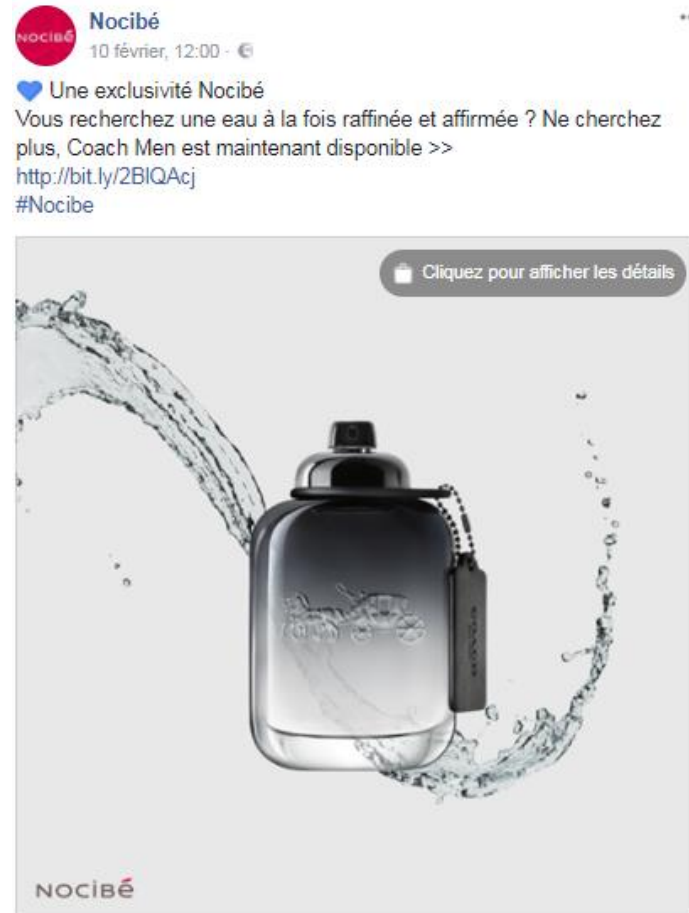 NOCIBÉ
Nocibé
10 février, 12:00 ·
Une exclusivité Nocibé
Vous recherchez une eau à la fois raffinée et affirmée ? Ne cherchez
plus, Coach Men est maintenant disponible >>
http://bit.ly/2BlQAcj
#Nocibe
Cliquez pour afficher les détails
COACH
NOCIBÉ